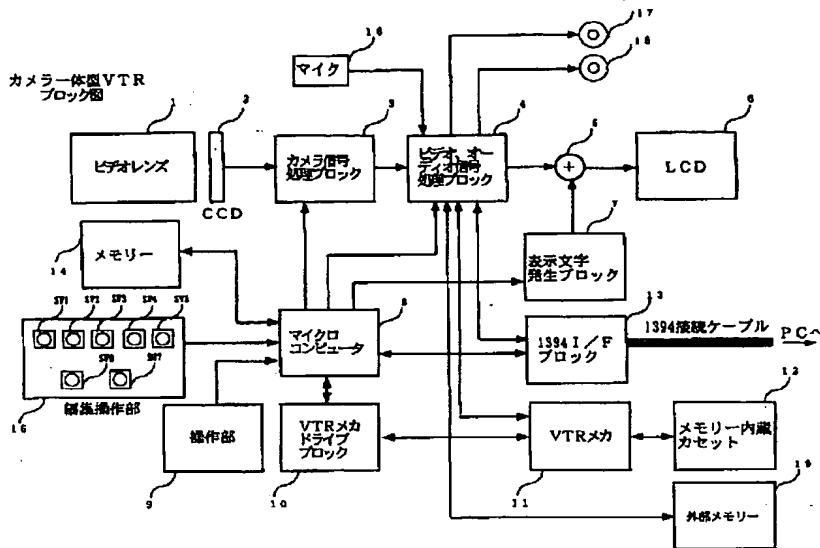 カメラ一体型VTR
ブロック図
1
ビデオレンズ
2
CCD
3
カメラ信号
処理ブロック
16
マイク
4
ビデオ、オー
ディオ信号
処理ブロック
17
18
5
6
LCD
7
表示文字
発生ブロック
14
メモリー
SW1
SW2
SW3
SW4
SW5
SW6
SW7
15
編集操作部
8
マイクロ
コンピュータ
13
1394I/F
ブロック
1394接続ケーブル
PCへ
9
操作部
10
VTRメカ
ドライブ
ブロック
11
VTRメカ
12
メモリー内蔵
カセット
19
外部メモリー